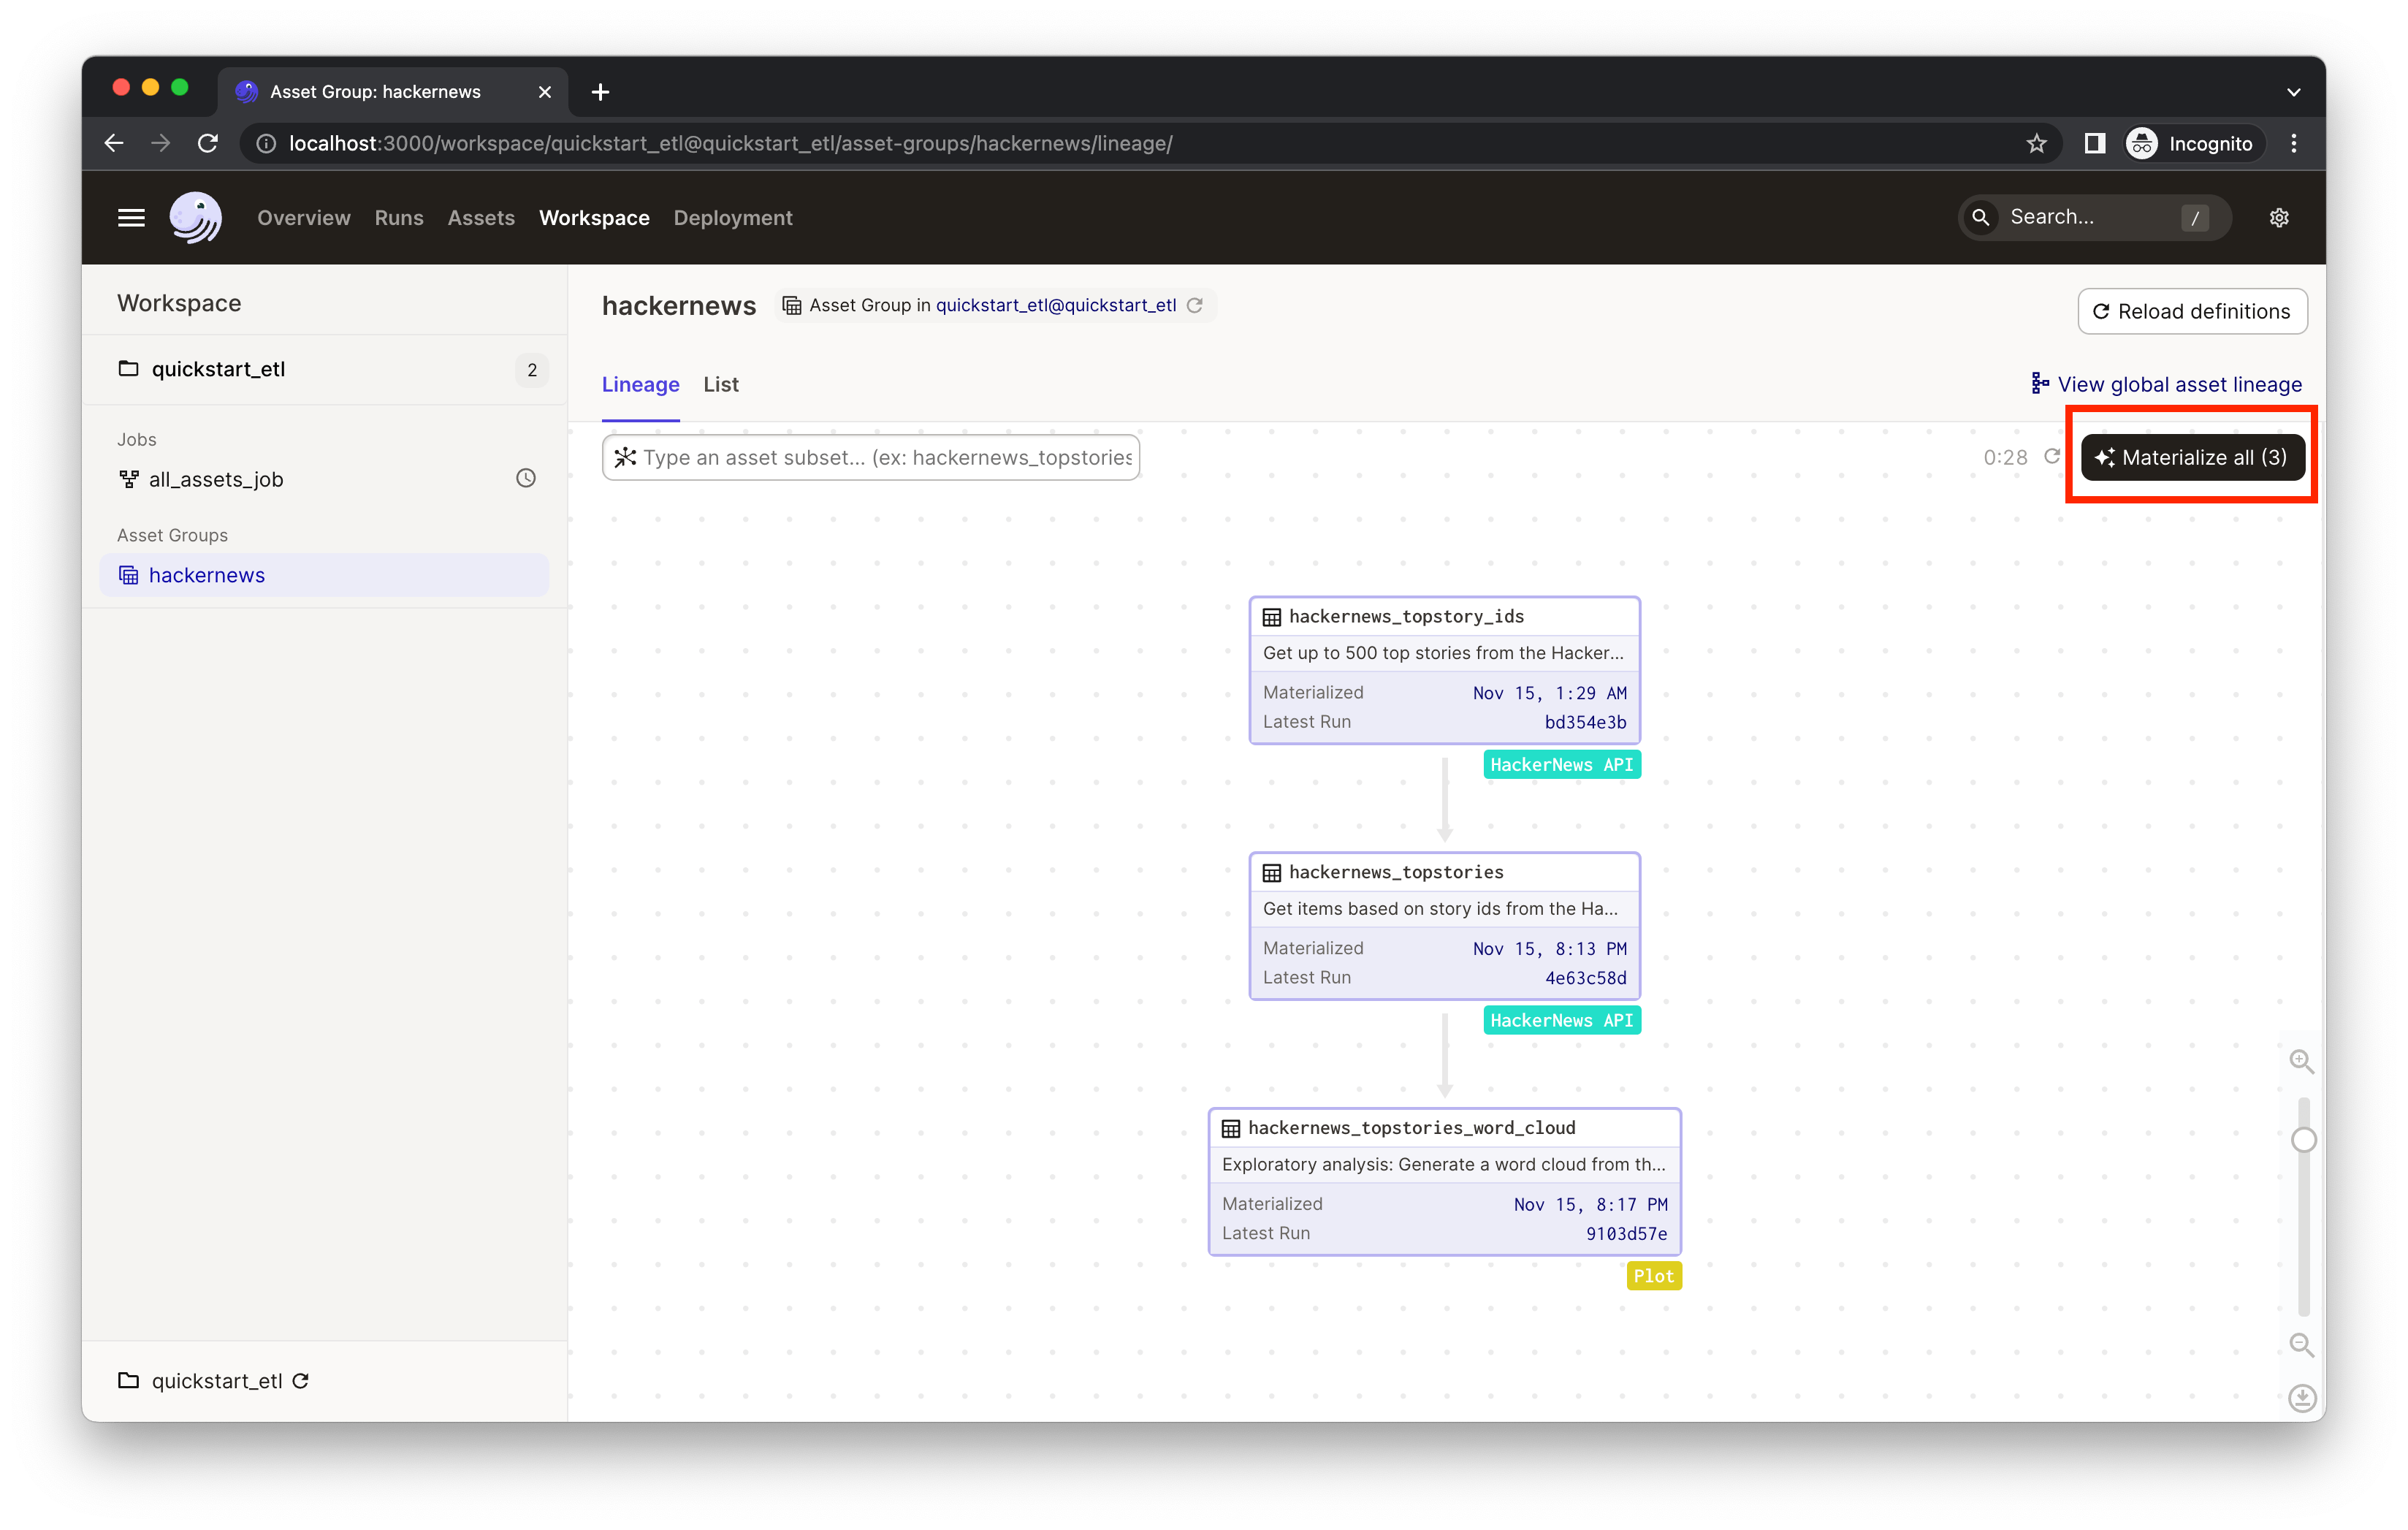 Asset Group: hackernews
localhost:3000/workspace/quickstart_etl@quickstart_etl/asset-groups/hackernews/lineage/
Incognito
Overview Runs Assets Workspace Deployment
Search... /
Workspace
quickstart_etl 2
Jobs
all_assets_job
Asset Groups
hackernews
quickstart_etl
hackernews Asset Group in quickstart_etl@quickstart_etl
Reload definitions
Lineage List
View global asset lineage
Type an asset subset... (ex: hackernews_topstories
0:28
Materialize all (3)
hackernews_topstory_ids
Get up to 500 top stories from the Hacker...
Materialized Nov 15, 1:29 AM
Latest Run bd354e3b
HackerNews API
hackernews_topstories
Get items based on story ids from the Ha...
Materialized Nov 15, 8:13 PM
Latest Run 4e63c58d
HackerNews API
hackernews_topstories_word_cloud
Exploratory analysis: Generate a word cloud from th...
Materialized Nov 15, 8:17 PM
Latest Run 9103d57e
Plot